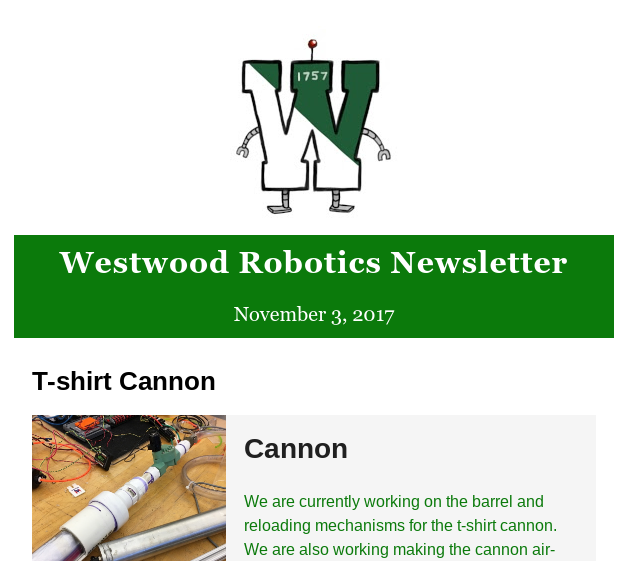 1757
Westwood Robotics Newsletter
November 3, 2017
T-shirt Cannon
Cannon
We are currently working on the barrel and
reloading mechanisms for the t-shirt cannon.
We are also working making the cannon air-